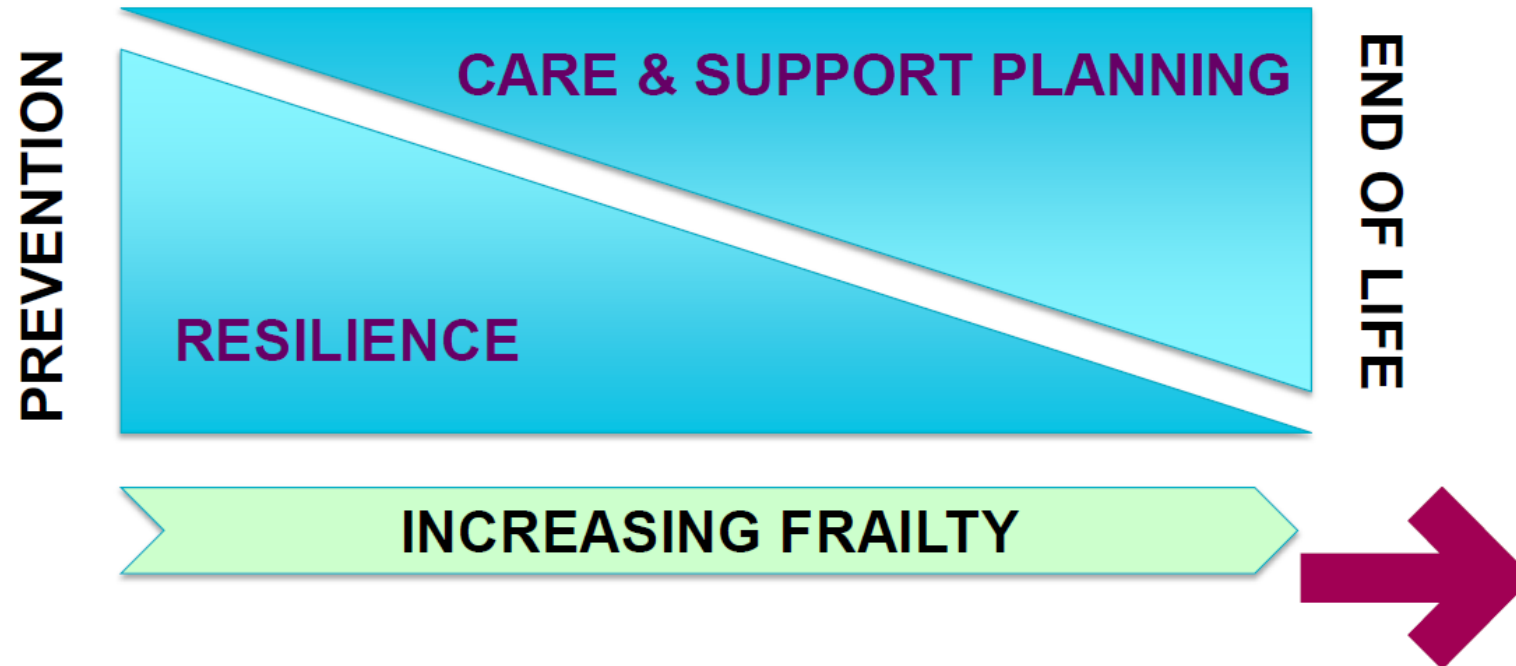 PREVENTION
CARE & SUPPORT PLANNING
RESILIENCE
END OF LIFE
INCREASING FRAILTY